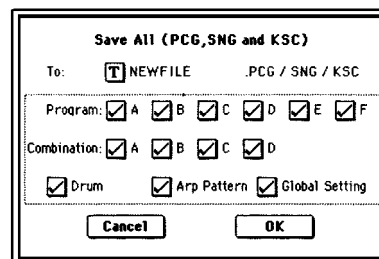 Save All (PCG,SNG and KSC)
To: T NEWFILE .PCG / SNG / KSC
Program: A B C D E F
Combination: A B C D
Drum Arp Pattern Global Setting
Cancel OK